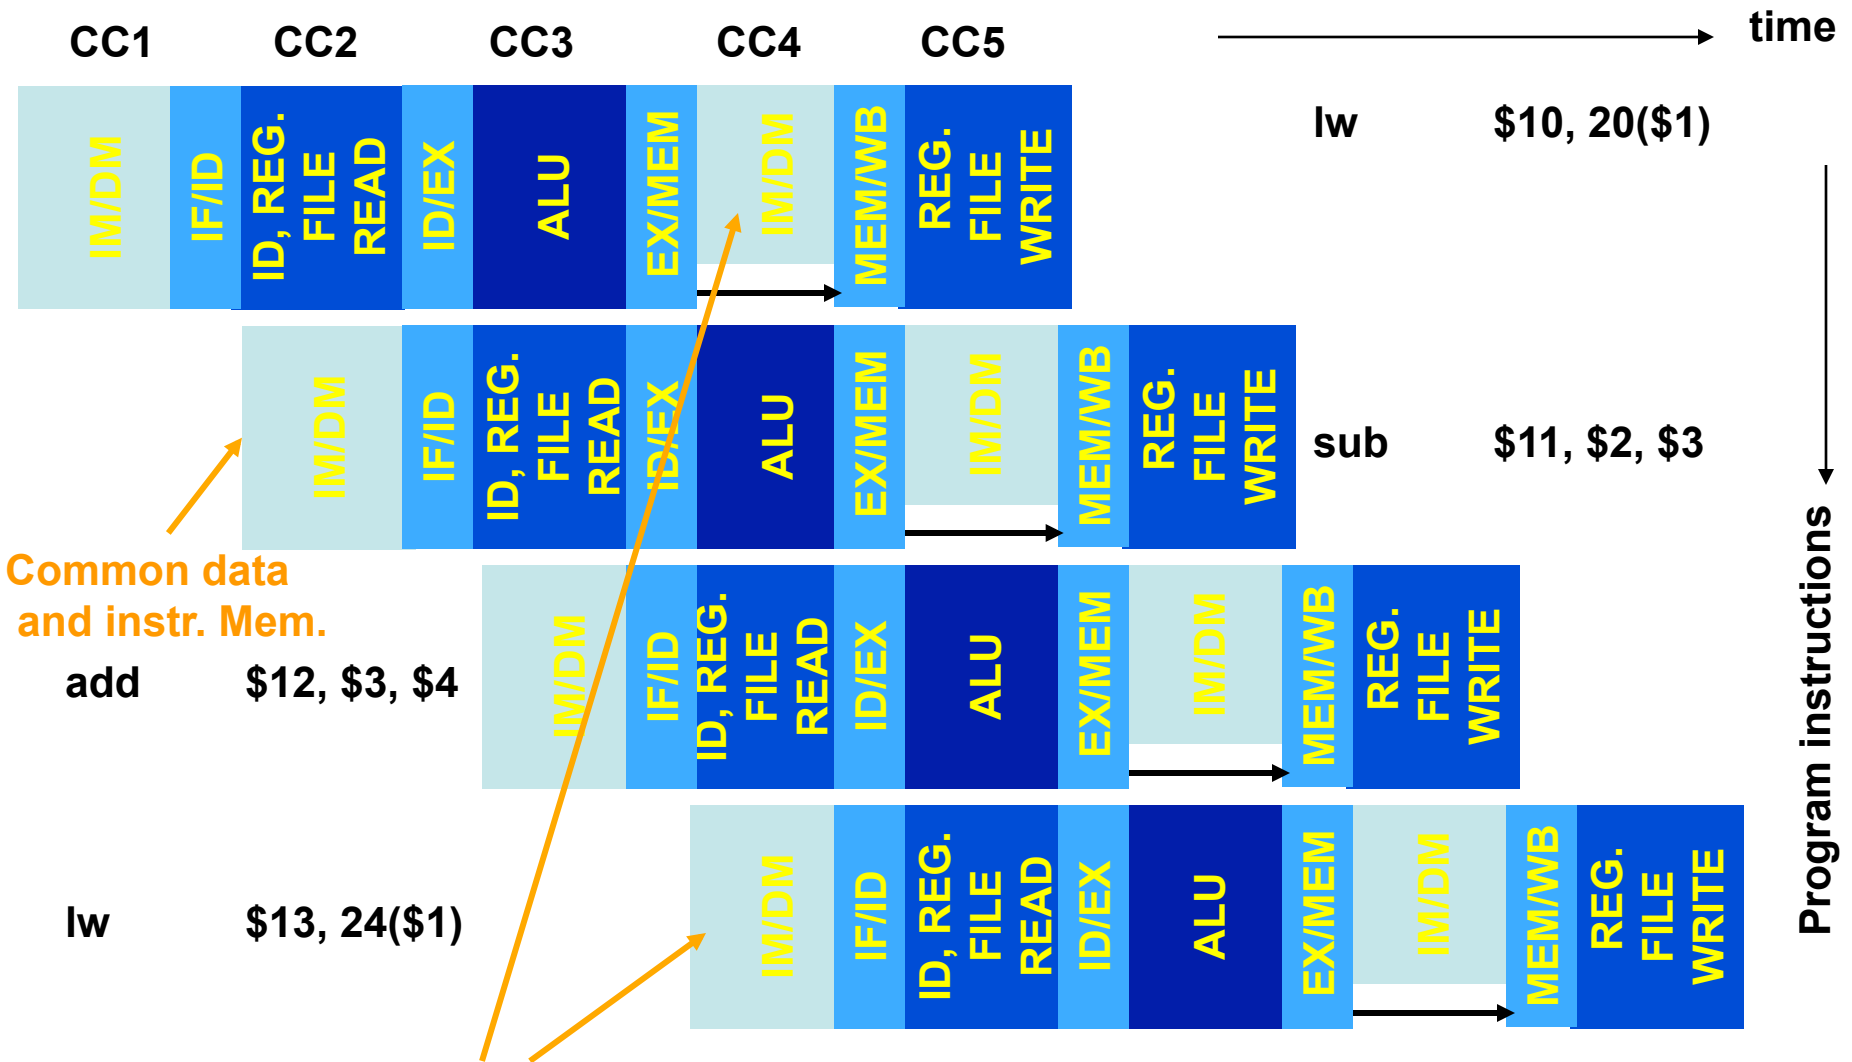 CC1 CC2 CC3 CC4 CC5 time
IM/DM
IF/ID
ID, REG.
FILE
READ
ID/EX
ALU
EX/MEM
IM/DM
MEM/WB
REG.
FILE
WRITE
lw $10, 20($1)
IM/DM
IF/ID
ID, REG.
FILE
READ
ID/EX
ALU
EX/MEM
IM/DM
MEM/WB
REG.
FILE
WRITE
sub $11, $2, $3
Common data
and instr. Mem.
add $12, $3, $4
IM/DM
IF/ID
ID, REG.
FILE
READ
ID/EX
ALU
EX/MEM
IM/DM
MEM/WB
REG.
FILE
WRITE
lw $13, 24($1)
IM/DM
IF/ID
ID, REG.
FILE
READ
ID/EX
ALU
EX/MEM
IM/DM
MEM/WB
REG.
FILE
WRITE
Program instructions